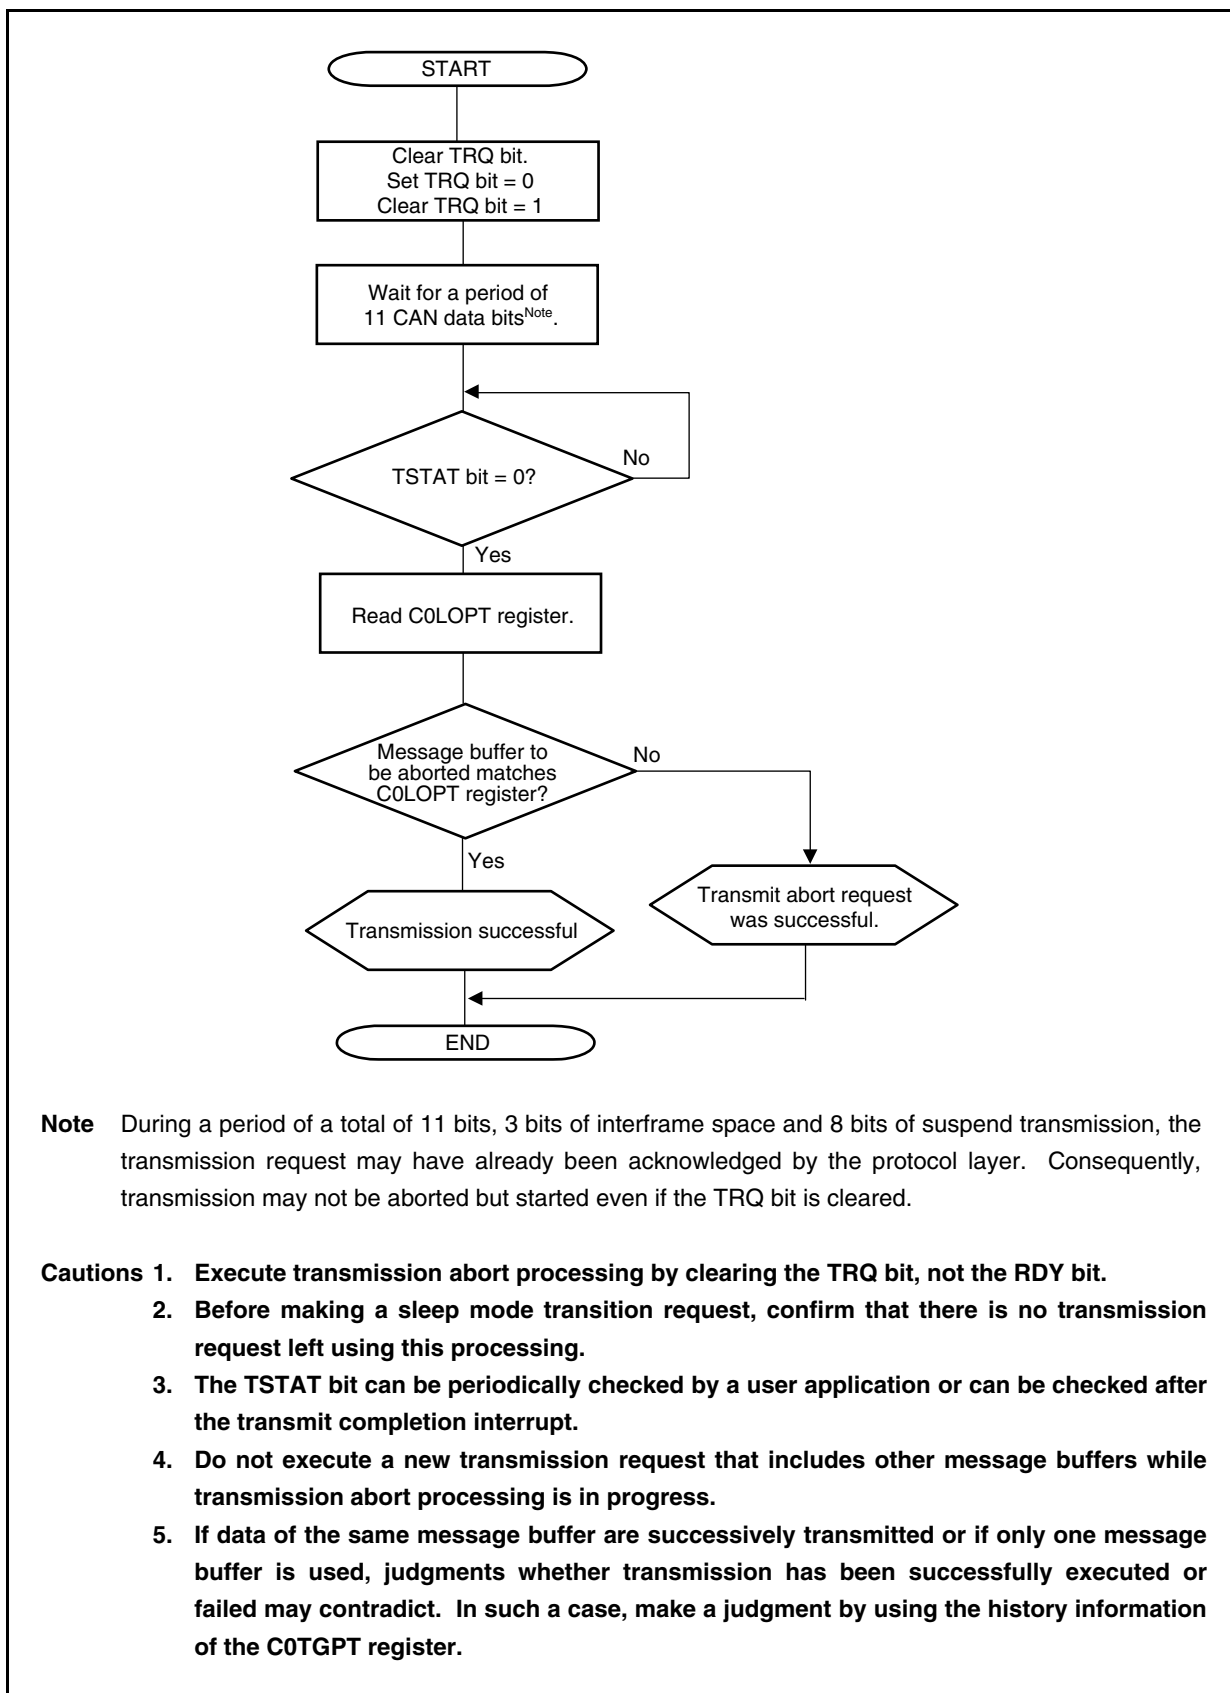 START
Clear TRQ bit.
Set TRQ bit = 0
Clear TRQ bit = 1
Wait for a period of
11 CAN data bitsNote.
TSTAT bit = 0?
No
Yes
Read C0LOPT register.
Message buffer to
be aborted matches
C0LOPT register?
No
Yes
Transmit abort request
was successful.
Transmission successful
END
Note During a period of a total of 11 bits, 3 bits of interframe space and 8 bits of suspend transmission, the
transmission request may have already been acknowledged by the protocol layer. Consequently,
transmission may not be aborted but started even if the TRQ bit is cleared.
Cautions 1. Execute transmission abort processing by clearing the TRQ bit, not the RDY bit.
2. Before making a sleep mode transition request, confirm that there is no transmission
request left using this processing.
3. The TSTAT bit can be periodically checked by a user application or can be checked after
the transmit completion interrupt.
4. Do not execute a new transmission request that includes other message buffers while
transmission abort processing is in progress.
5. If data of the same message buffer are successively transmitted or if only one message
buffer is used, judgments whether transmission has been successfully executed or
failed may contradict. In such a case, make a judgment by using the history information
of the C0TGPT register.